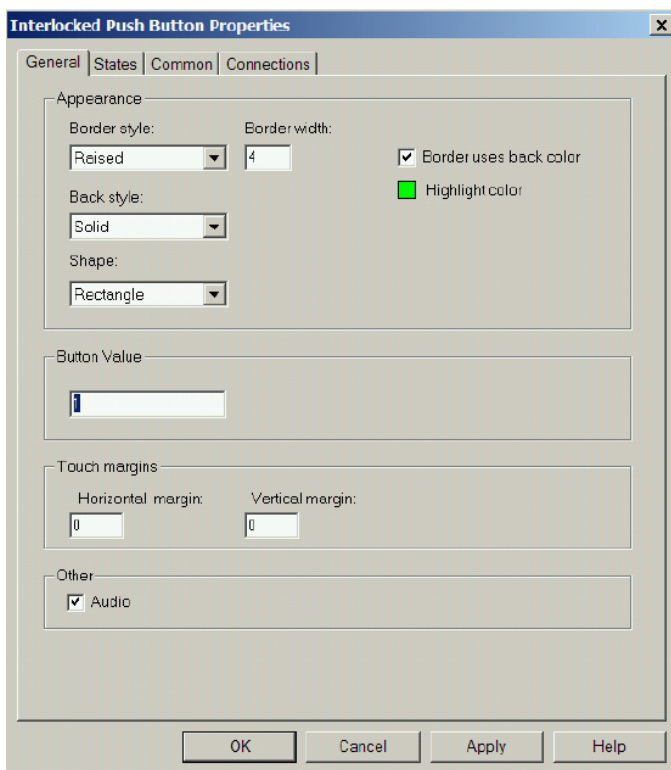 Interlocked Push Button Properties
General States Common Connections
Appearance
Border style: Border width:
Raised 4 Border uses back color
Highlight color
Back style:
Solid
Shape:
Rectangle
Button Value
1
Touch margins
Horizontal margin: Vertical margin:
0 0
Other
Audio
OK Cancel Apply Help